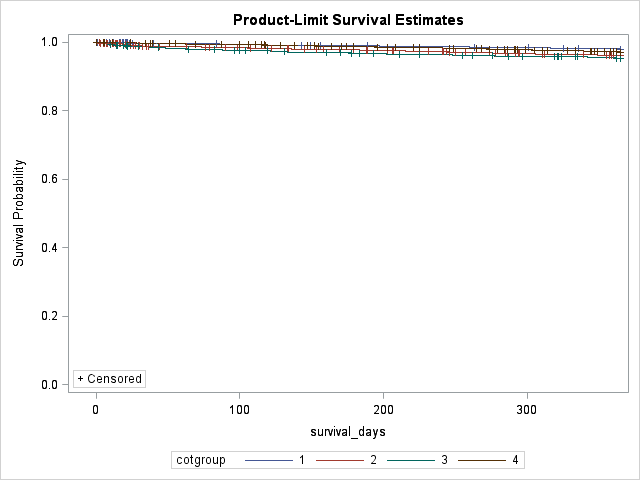 Product-Limit Survival Estimates
1.0
0.8
0.6
0.4
0.2
0.0
Survival Probability
+ Censored
0 100 200 300
survival_days
cotgroup 1 2 3 4